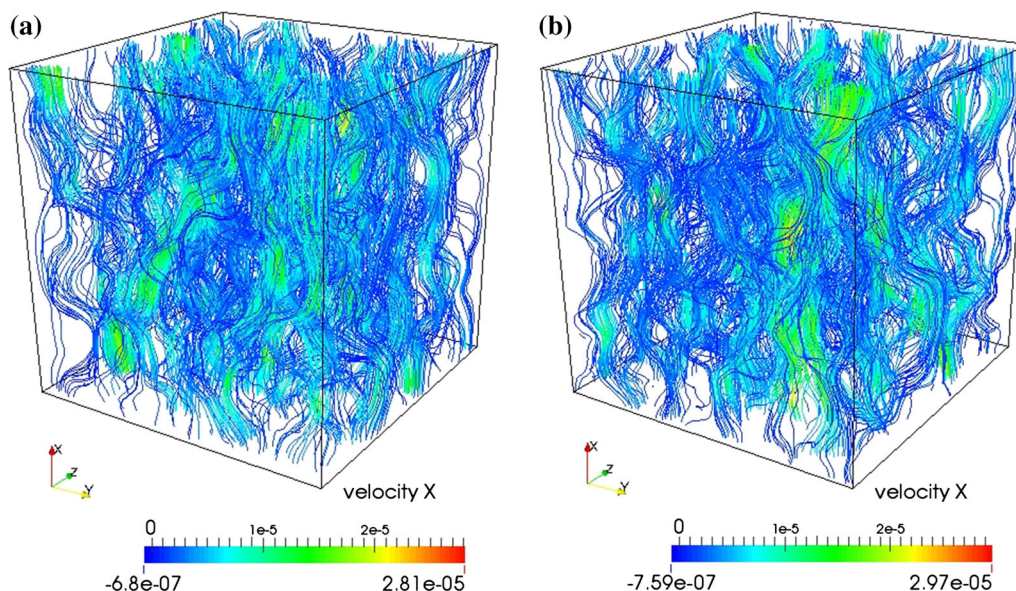 (a)
(b)
X
Z
Y
velocity X
0
1e-5
2e-5
-6.8e-07
2.81e-05
X
Z
Y
velocity X
0
1e-5
2e-5
-7.59e-07
2.97e-05